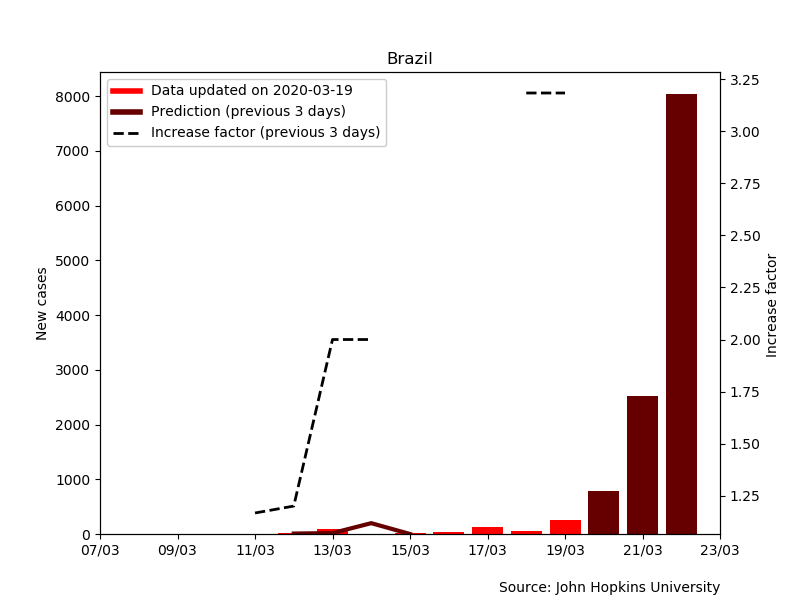 Brazil
Data updated on 2020-03-19
Prediction (previous 3 days)
Increase factor (previous 3 days)
New cases
8000
7000
6000
5000
4000
3000
2000
1000
0
3.25
3.00
2.75
2.50
2.25
2.00
1.75
1.50
1.25
Increase factor
07/03 09/03 11/03 13/03 15/03 17/03 19/03 21/03 23/03
Source: John Hopkins University